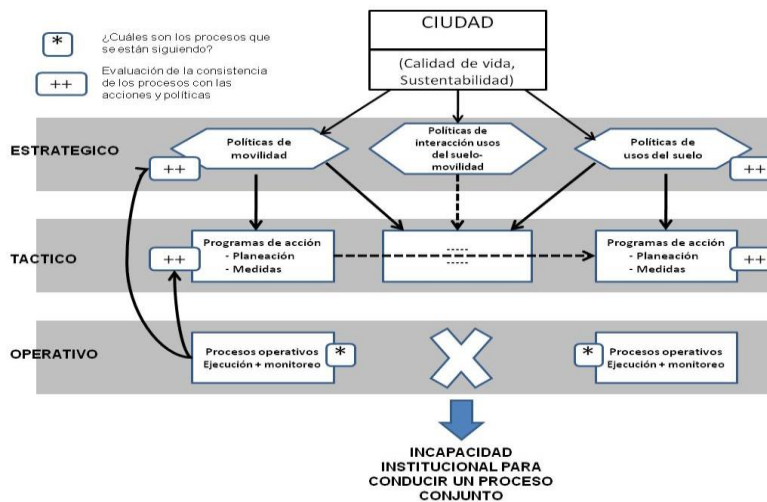 CIUDAD
(Calidad de vida,
Sustentabilidad)
*
¿Cuáles son los procesos que
se están siguiendo?
++
Evaluación de la consistencia
de los procesos con las
acciones y políticas
ESTRATEGICO
Políticas de
movilidad
++
Políticas de
interacción usos
del suelo-
movilidad
Políticas de
usos del suelo
++
TACTICO
++
Programas de acción
- Planeación
- Medidas
-----
-----
Programas de acción
- Planeación
- Medidas
++
OPERATIVO
Procesos operativos
Ejecución + monitoreo
*
*
Procesos operativos
Ejecución + monitoreo
INCAPACIDAD
INSTITUCIONAL PARA
CONDUCIR UN PROCESO
CONJUNTO